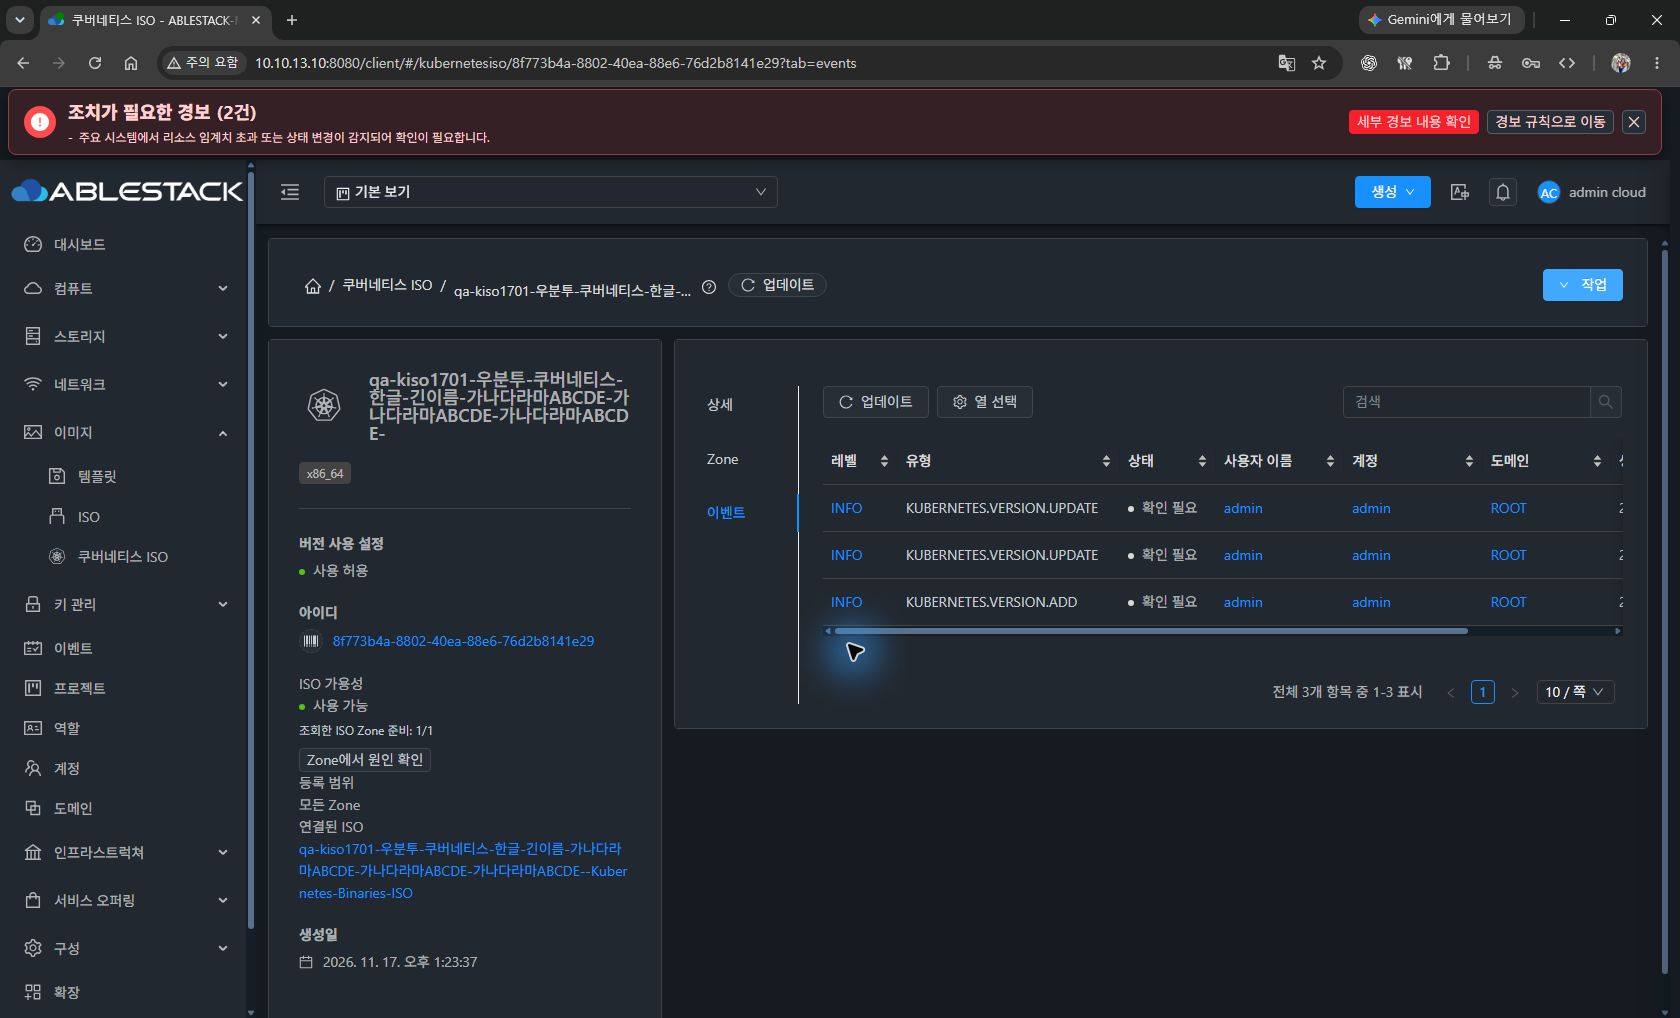 쿠버네티스 ISO - ABLESTACK-
Gemini에게 물어보기
주의 요함
10.10.13.10:8080/client/#/kubernetesiso/8f773b4a-8802-40ea-88e6-76d2b8141e29?tab=events
조치가 필요한 경보 (2건)
- 주요 시스템에서 리소스 임계치 초과 또는 상태 변경이 감지되어 확인이 필요합니다.
세부 경보 내용 확인
경보 규칙으로 이동
ABLESTACK
기본 보기
생성
AC
admin cloud
대시보드
컴퓨트
스토리지
네트워크
이미지
템플릿
ISO
쿠버네티스 ISO
키 관리
이벤트
프로젝트
역할
계정
도메인
인프라스트럭쳐
서비스 오퍼링
구성
확장
/ 쿠버네티스 ISO / qa-kiso1701-우분투-쿠버네티스-한글-...
업데이트
작업
qa-kiso1701-우분투-쿠버네티스-
한글-긴이름-가나다라마ABCDE-가
나다라마ABCDE-가나다라마ABCD
E-
x86_64
버전 사용 설정
사용 허용
아이디
8f773b4a-8802-40ea-88e6-76d2b8141e29
ISO 가용성
사용 가능
조회한 ISO Zone 준비: 1/1
Zone에서 원인 확인
등록 범위
모든 Zone
연결된 ISO
qa-kiso1701-우분투-쿠버네티스-한글-긴이름-가나다라
마ABCDE-가나다라마ABCDE-가나다라마ABCDE--Kuber
netes-Binaries-ISO
생성일
2026. 11. 17. 오후 1:23:37
상세
Zone
이벤트
업데이트
열 선택
검색
레벨 유형 상태 사용자 이름 계정 도메인
INFO KUBERNETES.VERSION.UPDATE 확인 필요 admin admin ROOT 2
INFO KUBERNETES.VERSION.UPDATE 확인 필요 admin admin ROOT 2
INFO KUBERNETES.VERSION.ADD 확인 필요 admin admin ROOT 2
전체 3개 항목 중 1-3 표시
1
10 / 쪽